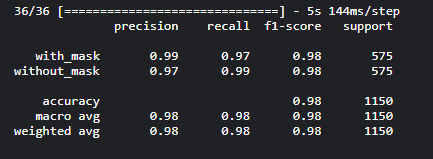 36/36 [==============================] - 5s 144ms/step
precision recall f1-score support
with_mask 0.99 0.97 0.98 575
without_mask 0.97 0.99 0.98 575
accuracy 0.98 1150
macro avg 0.98 0.98 0.98 1150
weighted avg 0.98 0.98 0.98 1150